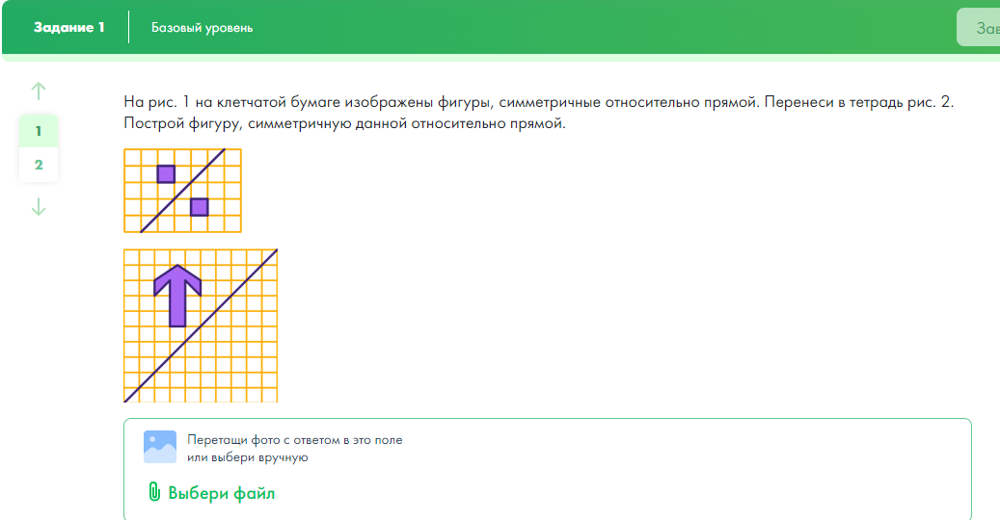 Задание 1
Базовый уровень
Зав
1
2
На рис. 1 на клетчатой бумаге изображены фигуры, симметричные относительно прямой. Перенеси в тетрадь рис. 2.
Построй фигуру, симметричную данной относительно прямой.
Перетащи фото с ответом в это поле
или выбери вручную
Выбери файл